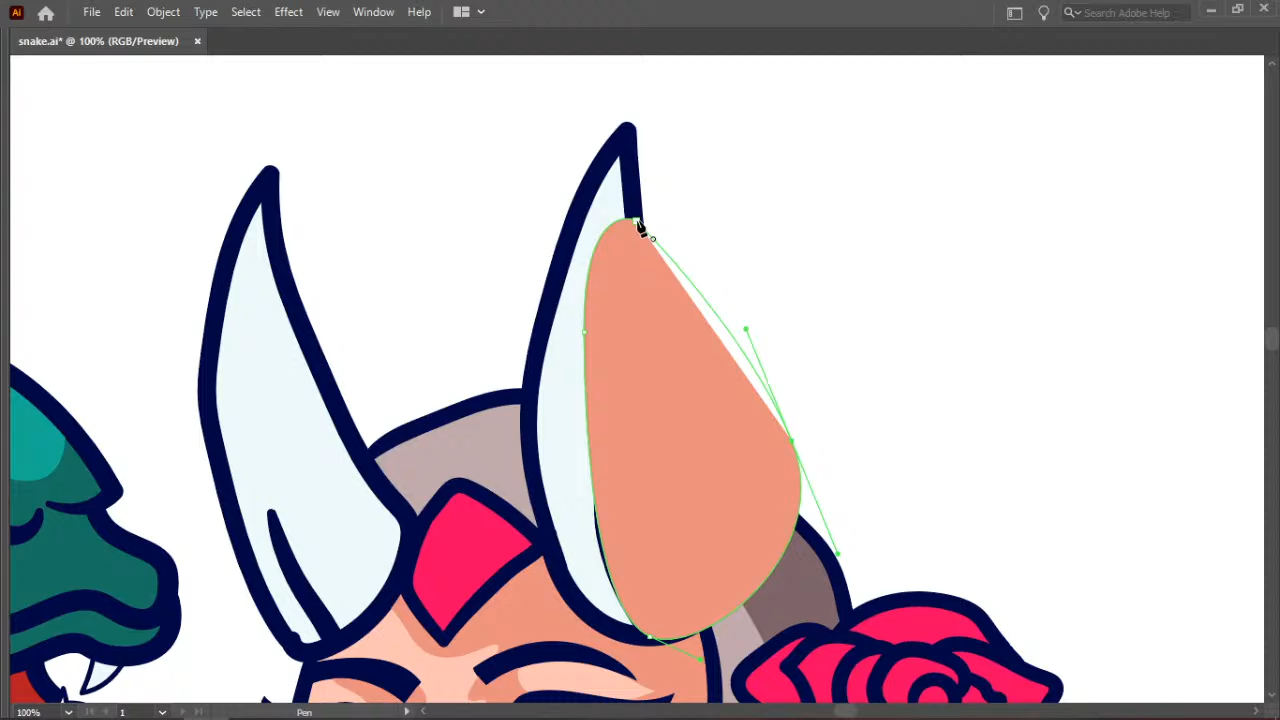 Ai File Edit Object Type Select Effect View Window Help Search Adobe Help
snake.ai* @ 100% (RGB/Preview) ×
100% 1 Pen